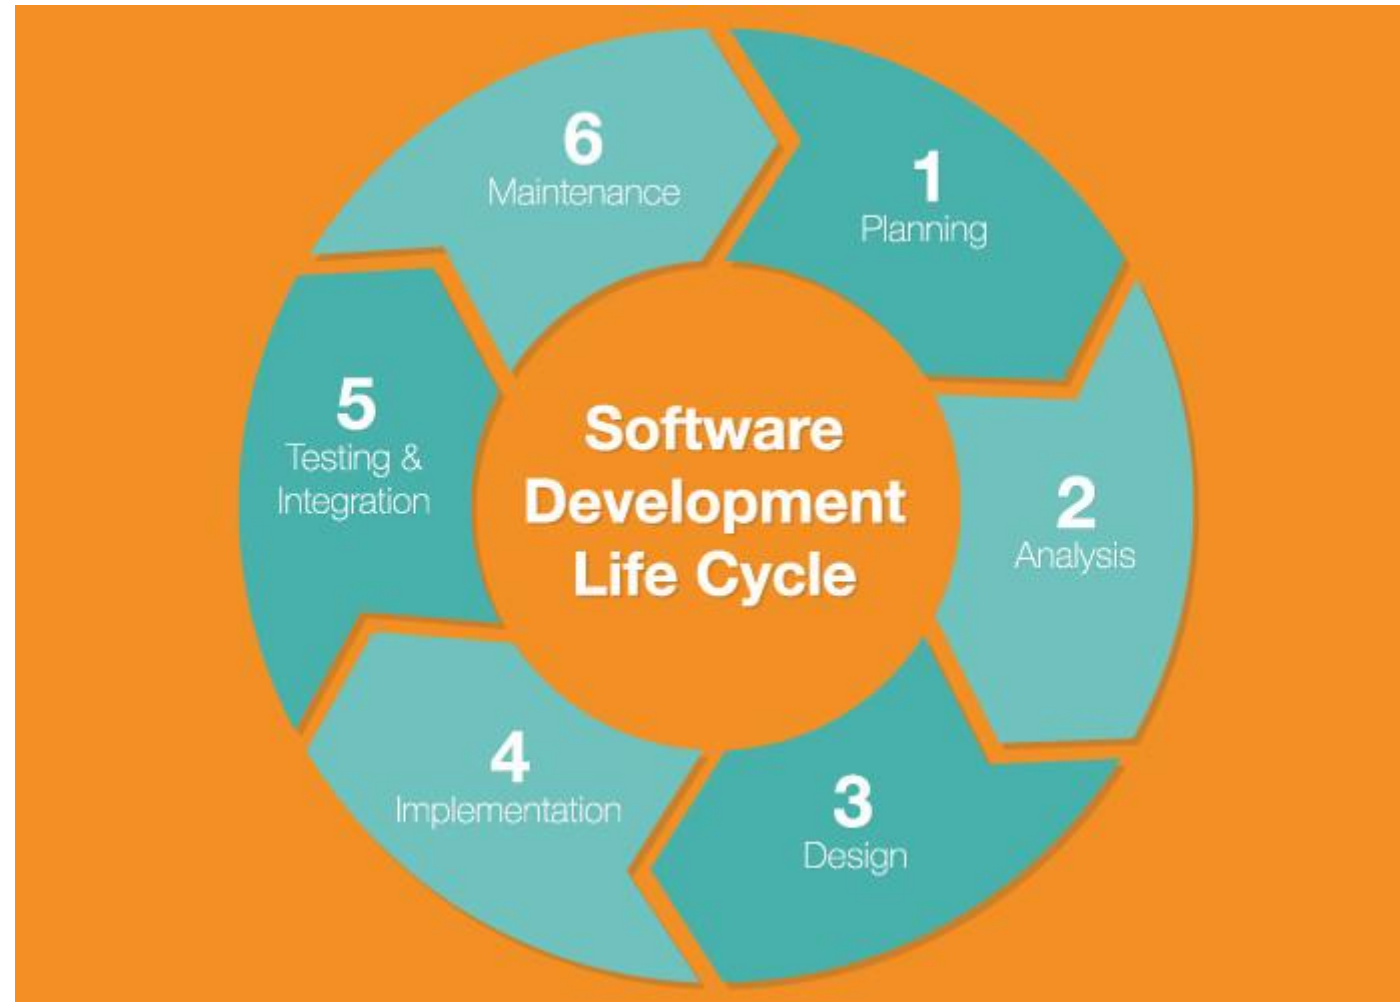 Software
Development
Life Cycle
1
Planning
2
Analysis
3
Design
4
Implementation
5
Testing &
Integration
6
Maintenance